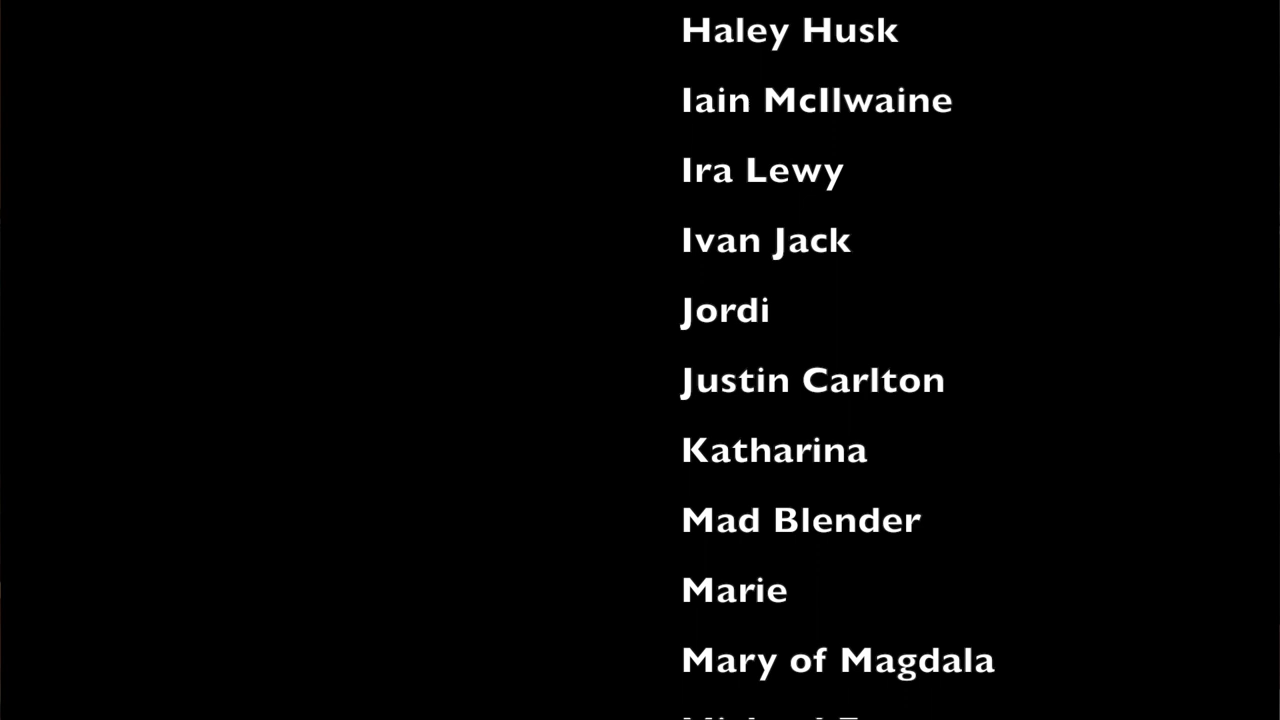 Haley Husk
Iain McIlwaine
Ira Lewy
Ivan Jack
Jordi
Justin Carlton
Katharina
Mad Blender
Marie
Mary of Magdala